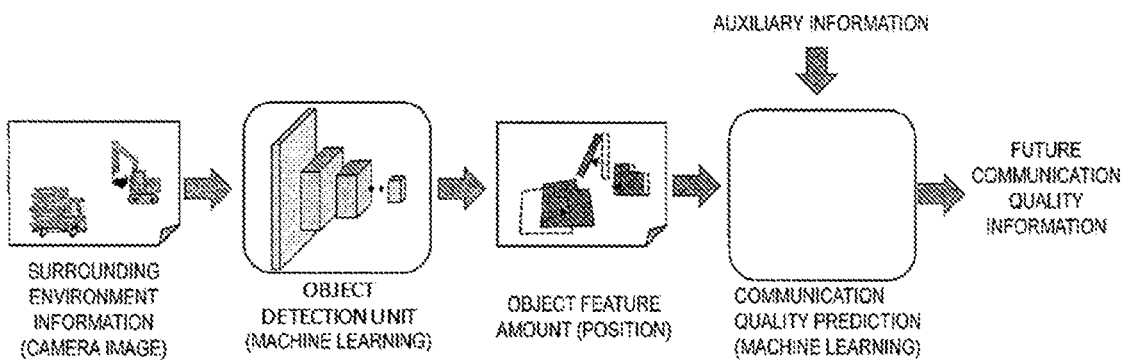 AUXILIARY INFORMATION
SURROUNDING
ENVIRONMENT
INFORMATION
(CAMERA IMAGE)
OBJECT
DETECTION UNIT
(MACHINE LEARNING)
OBJECT FEATURE
AMOUNT (POSITION)
COMMUNICATION
QUALITY PREDICTION
(MACHINE LEARNING)
FUTURE
COMMUNICATION
QUALITY
INFORMATION